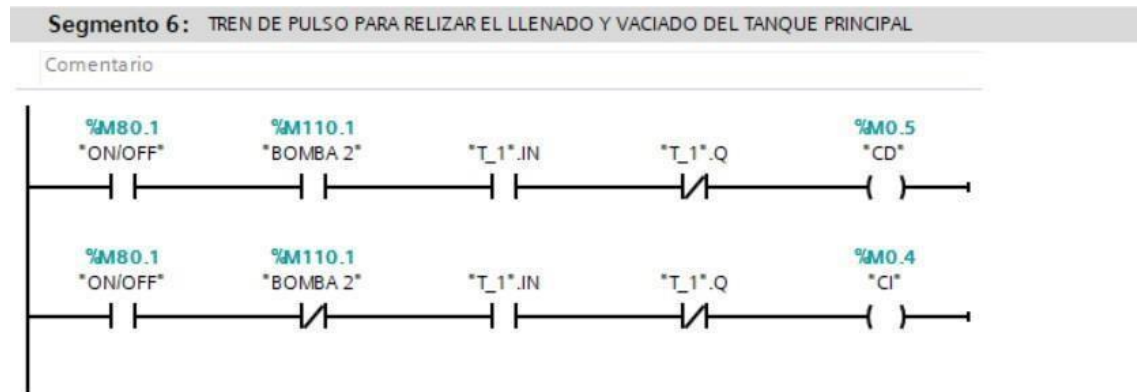 Segmento 6: TREN DE PULSO PARA RELIZAR EL LLENADO Y VACIADO DEL TANQUE PRINCIPAL
Comentario
%M80.1 %M110.1 %M0.5
"ON/OFF" "BOMBA 2" "T_1".IN "T_1".Q "CD"
%M80.1 %M110.1 %M0.4
"ON/OFF" "BOMBA 2" "T_1".IN "T_1".Q "CI"